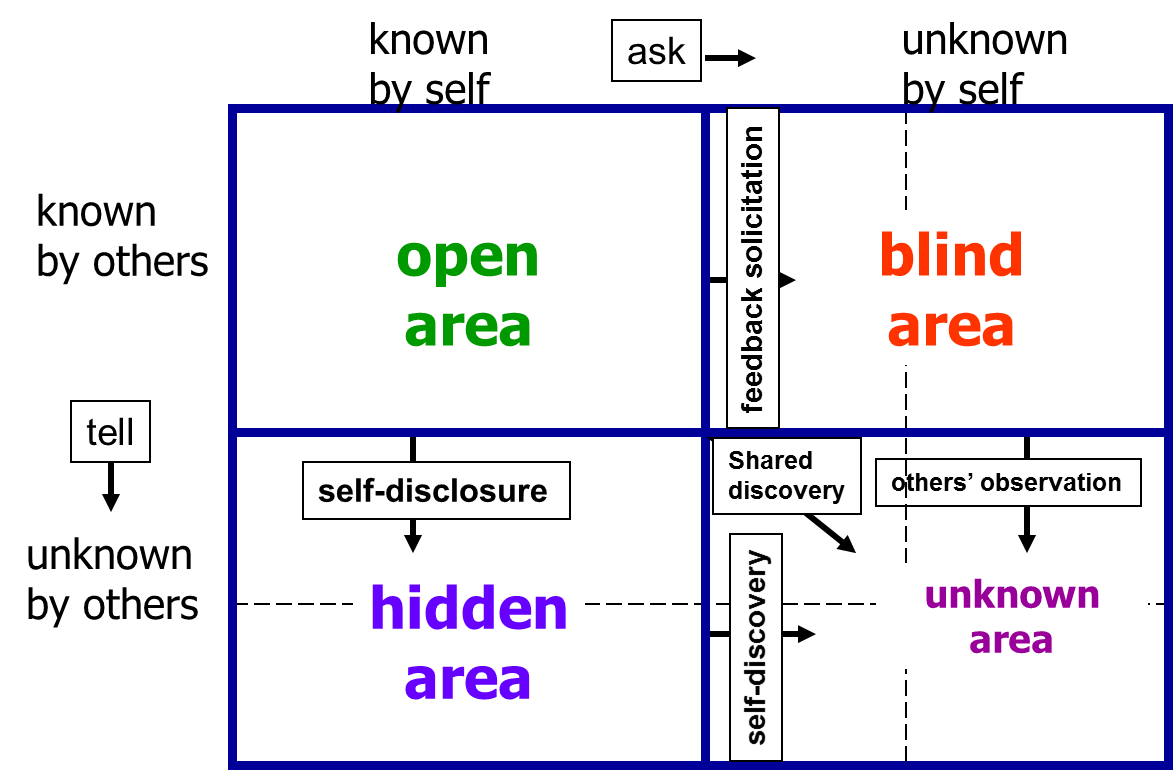 known
by self
ask
unknown
by self
known
by others
open
area
feedback solicitation
blind
area
tell
unknown
by others
self-disclosure
hidden
area
Shared
discovery
others’ observation
self-discovery
unknown
area